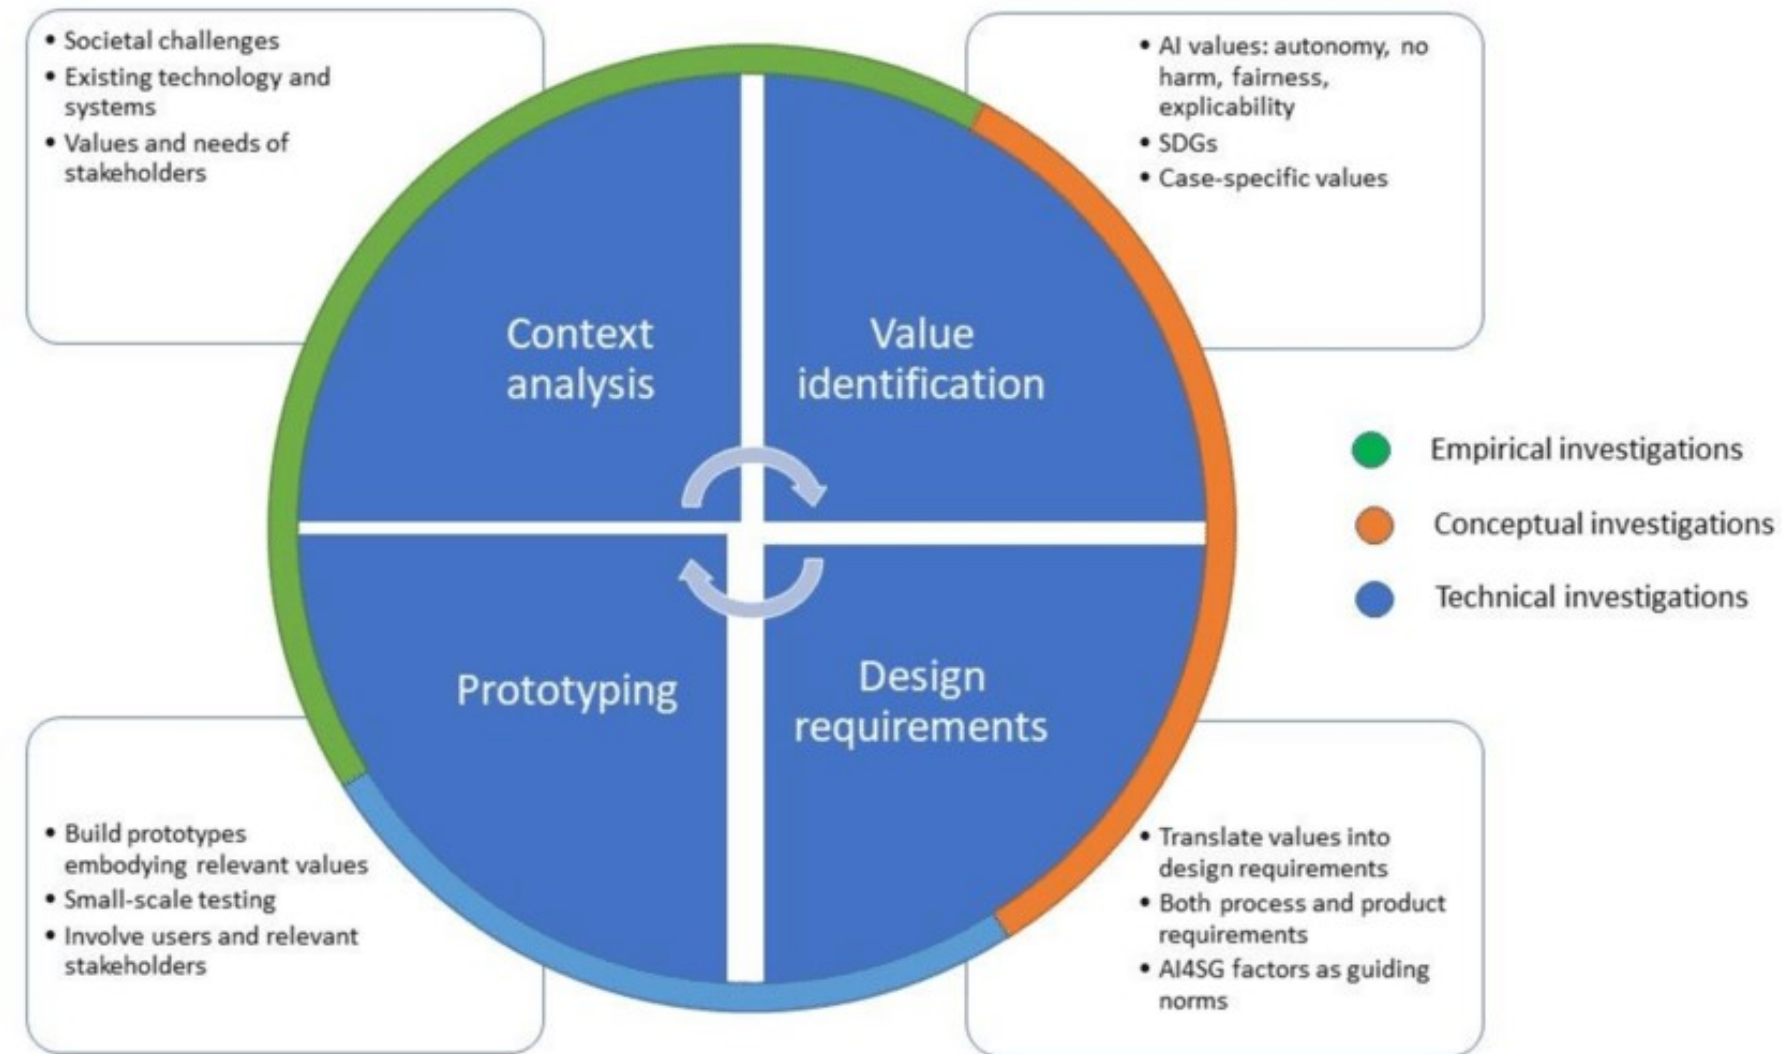 • Societal challenges
• Existing technology and
systems
• Values and needs of
stakeholders
• AI values: autonomy, no
harm, fairness,
explicability
• SDGs
• Case-specific values
Context
analysis
Value
identification
Empirical investigations
Conceptual investigations
Technical investigations
Prototyping
Design
requirements
• Build prototypes
embodying relevant values
• Small-scale testing
• Involve users and relevant
stakeholders
• Translate values into
design requirements
• Both process and product
requirements
• AI4SG factors as guiding
norms